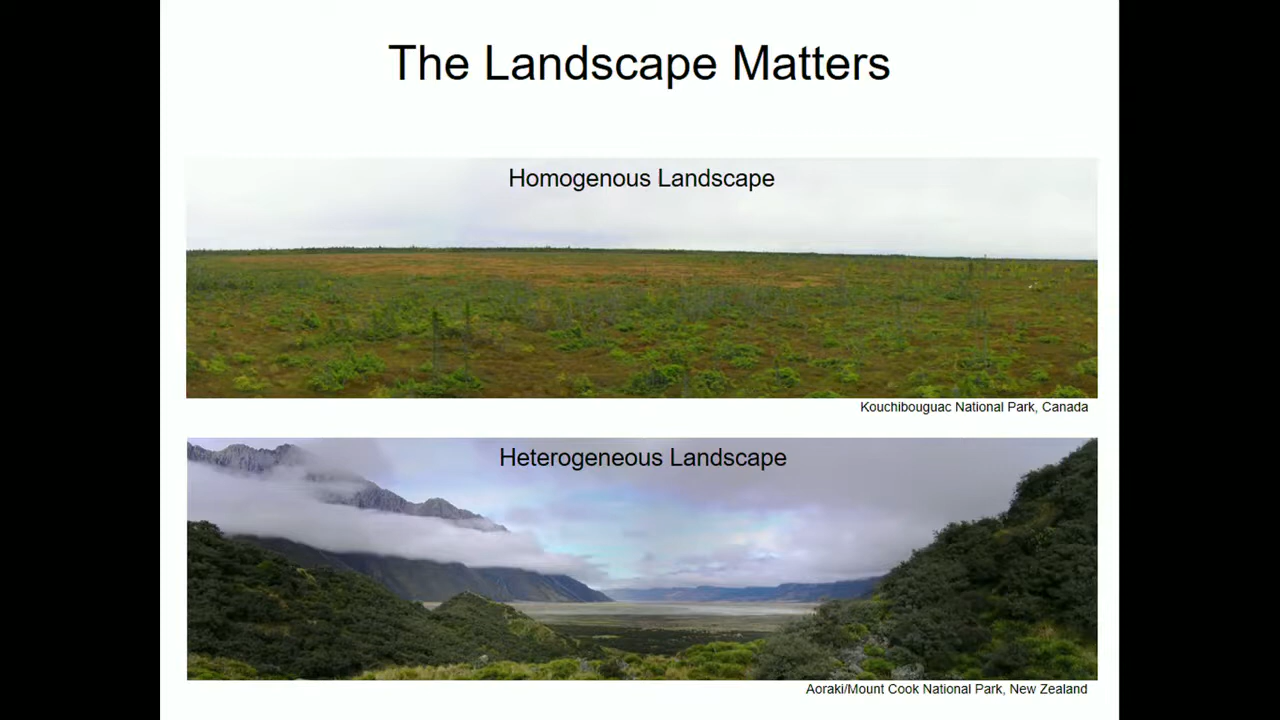 The Landscape Matters
Homogenous Landscape
Kouchibouguac National Park, Canada
Heterogeneous Landscape
Aoraki/Mount Cook National Park, New Zealand